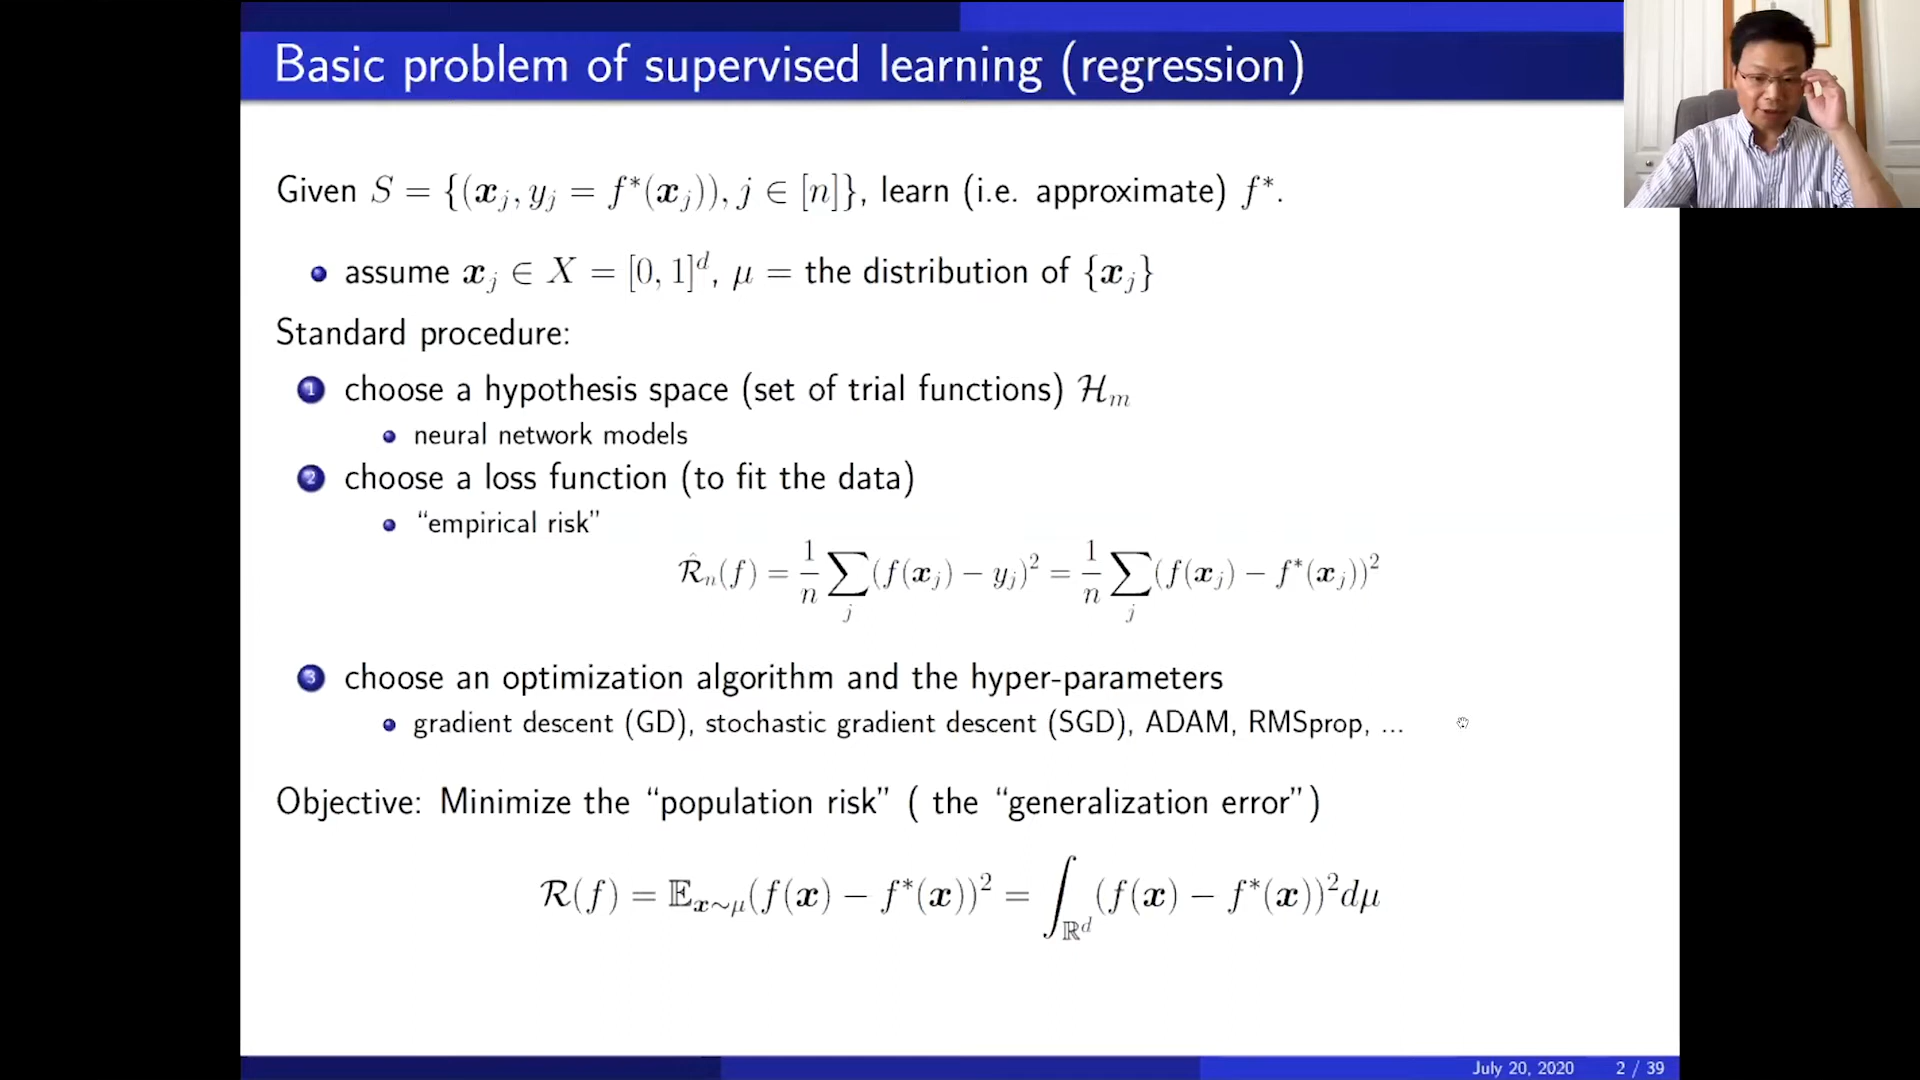 Basic problem of supervised learning (regression)
Given S = {(x_j, y_j = f*(x_j)), j ∈ [n]}, learn (i.e. approximate) f*.
assume x_j ∈ X = [0, 1]^d, μ = the distribution of {x_j}
Standard procedure:
1 choose a hypothesis space (set of trial functions) ℋ_m
neural network models
2 choose a loss function (to fit the data)
“empirical risk”
R̂_n(f) = 1/n ∑_j (f(x_j) − y_j)² = 1/n ∑_j (f(x_j) − f*(x_j))²
3 choose an optimization algorithm and the hyper-parameters
gradient descent (GD), stochastic gradient descent (SGD), ADAM, RMSprop, ...
Objective: Minimize the “population risk” ( the “generalization error”)
R(f) = 𝔼_{x∼μ}(f(x) − f*(x))² = ∫_{ℝ^d} (f(x) − f*(x))² dμ
July 20, 2020 2 / 39